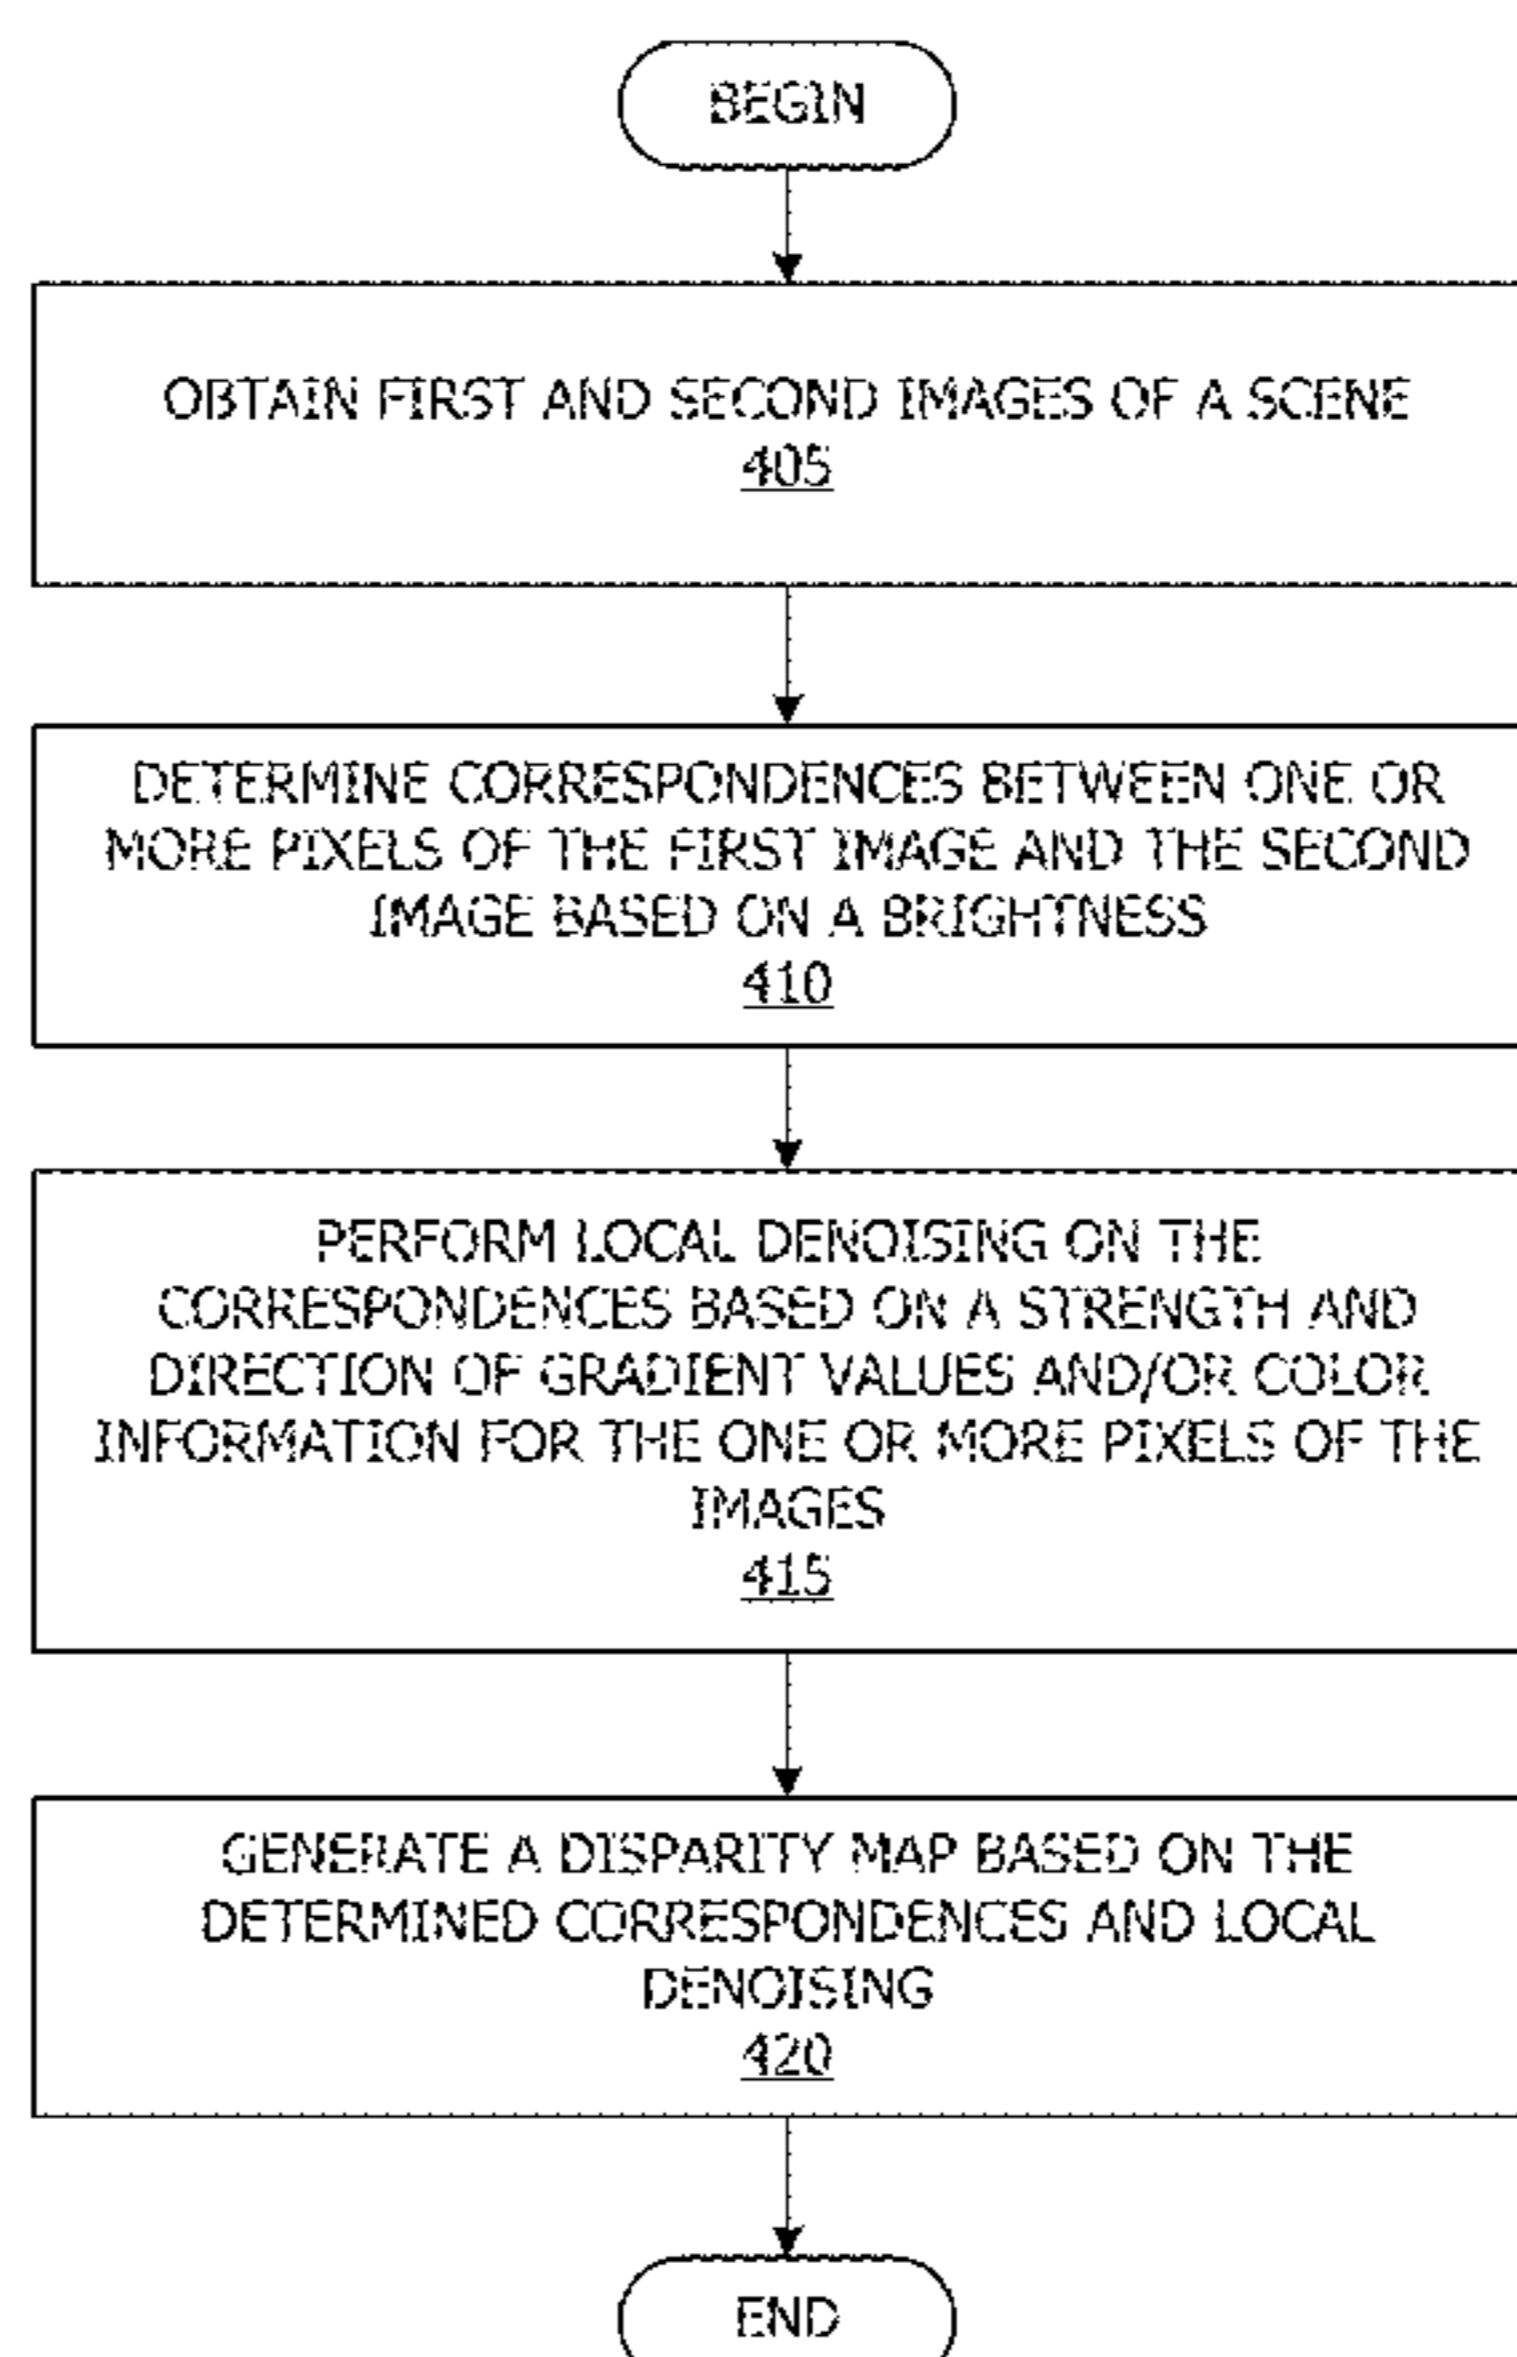 BEGIN
OBTAIN FIRST AND SECOND IMAGES OF A SCENE
405
DETERMINE CORRESPONDENCES BETWEEN ONE OR
MORE PIXELS OF THE FIRST IMAGE AND THE SECOND
IMAGE BASED ON A BRIGHTNESS
410
PERFORM LOCAL DENOISING ON THE
CORRESPONDENCES BASED ON A STRENGTH AND
DIRECTION OF GRADIENT VALUES AND/OR COLOR
INFORMATION FOR THE ONE OR MORE PIXELS OF THE
IMAGES
415
GENERATE A DISPARITY MAP BASED ON THE
DETERMINED CORRESPONDENCES AND LOCAL
DENOISING
420
END